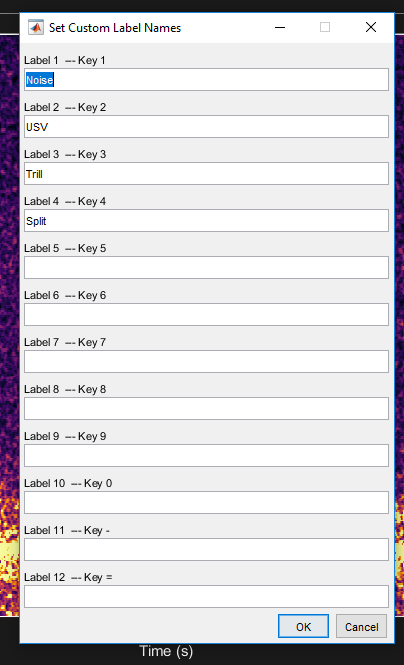 Set Custom Label Names
Label 1 --- Key 1
Noise
Label 2 --- Key 2
USV
Label 3 --- Key 3
Trill
Label 4 --- Key 4
Split
Label 5 --- Key 5
Label 6 --- Key 6
Label 7 --- Key 7
Label 8 --- Key 8
Label 9 --- Key 9
Label 10 --- Key 0
Label 11 --- Key -
Label 12 --- Key =
OK Cancel
Time (s)